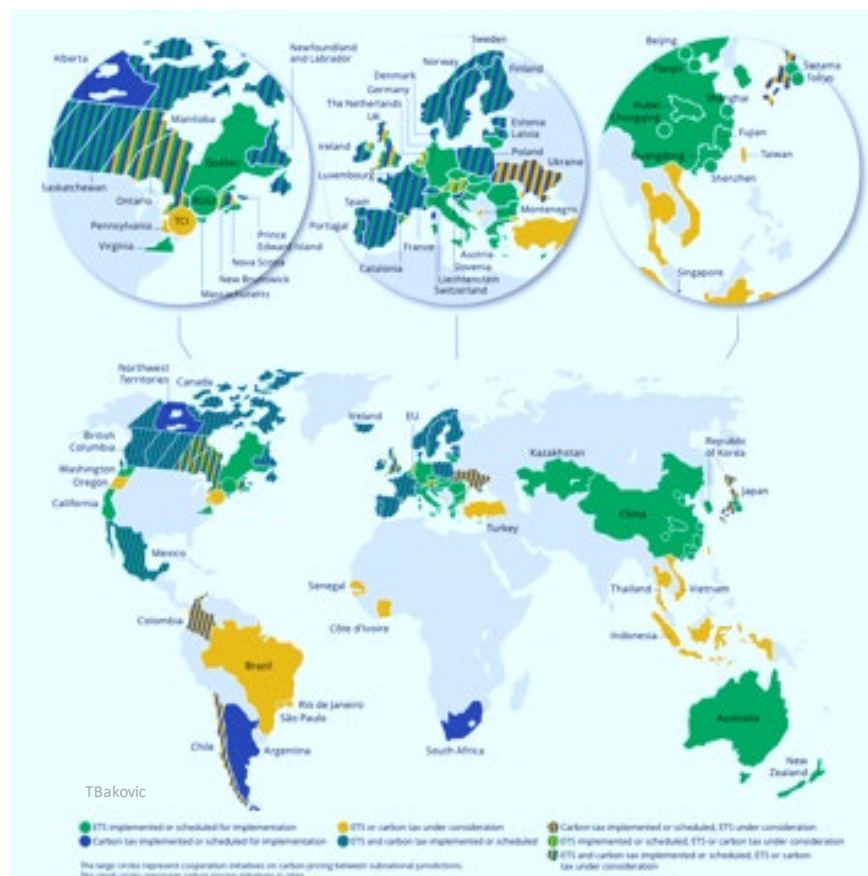 Alberta
Newfoundland
and Labrador
Manitoba
Québec
Saskatchewan
Ontario
RGGI
Pennsylvania
TCI
Virginia
Prince
Edward Island
Nova Scotia
New Brunswick
Massachusetts
Sweden
Norway
Denmark
Finland
Germany
The Netherlands
UK
Estonia
Latvia
Ireland
Poland
Ukraine
Luxembourg
Spain
Montenegro
Portugal
France
Austria
Catalonia
Slovenia
Liechtenstein
Switzerland
Beijing
Tianjin
Saitama
Tokyo
Hubei
Shanghai
Chongqing
Fujian
Guangdong
Taiwan
Shenzhen
Singapore
Northwest
Territories
Canada
Ireland
EU
British
Columbia
Republic
of Korea
Washington
Kazakhstan
Oregon
Japan
California
China
Turkey
Mexico
Senegal
Thailand
Vietnam
Colombia
Côte d'Ivoire
Indonesia
Brazil
Rio de Janeiro
São Paulo
Australia
Chile
Argentina
South Africa
New
Zealand
TBakovic
ETS implemented or scheduled for implementation
ETS or carbon tax under consideration
Carbon tax implemented or scheduled, ETS under consideration
Carbon tax implemented or scheduled for implementation
ETS and carbon tax implemented or scheduled
ETS implemented or scheduled, ETS or carbon tax under consideration
ETS and carbon tax implemented or scheduled, ETS or carbon
tax under consideration
The large circles represent cooperation initiatives on carbon pricing between subnational jurisdictions.